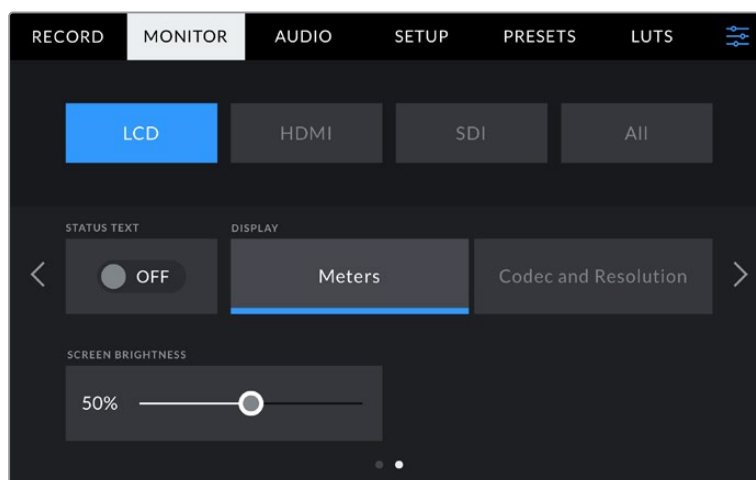 RECORD MONITOR AUDIO SETUP PRESETS LUTS
LCD HDMI SDI All
STATUS TEXT DISPLAY
OFF Meters Codec and Resolution
SCREEN BRIGHTNESS
50%